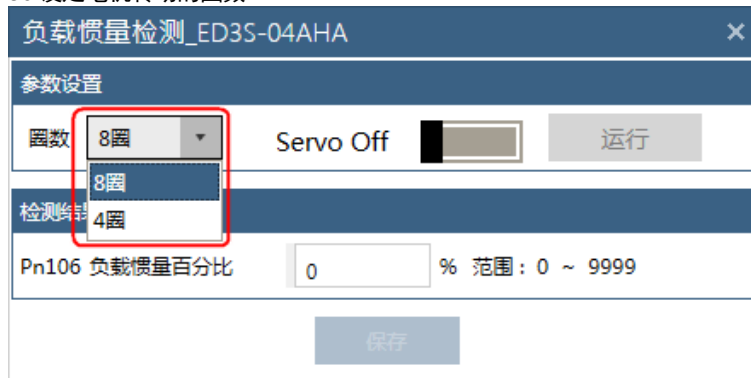 负载惯量检测_ED3S-04AHA
参数设置
圈数 8圈 Servo Off 运行
8圈
4圈
检测结
Pn106 负载惯量百分比 0 % 范围：0 ~ 9999
保存